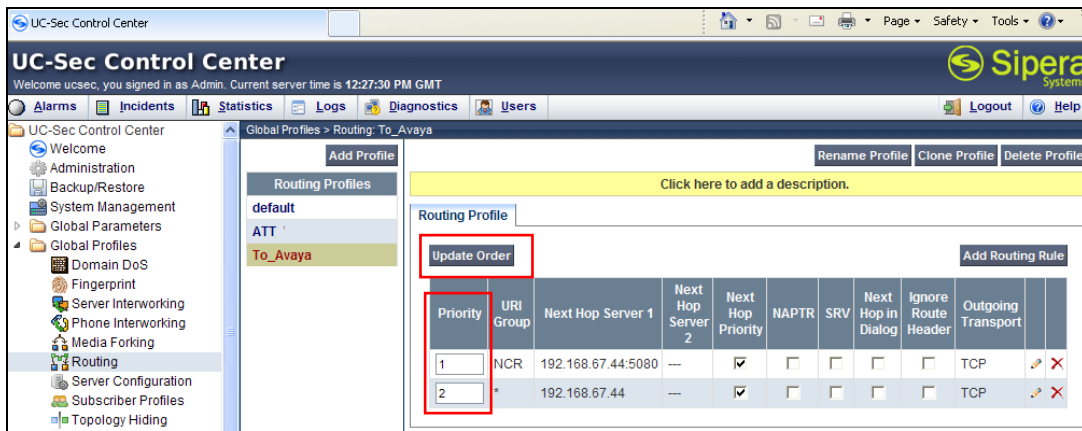 UC-Sec Control Center
Page Safety Tools
UC-Sec Control Center
Welcome ucsec, you signed in as Admin. Current server time is 12:27:30 PM GMT
Sipera
Systems
Alarms Incidents Statistics Logs Diagnostics Users Logout Help
UC-Sec Control Center
Welcome
Administration
Backup/Restore
System Management
Global Parameters
Global Profiles
Domain DoS
Fingerprint
Server Interworking
Phone Interworking
Media Forking
Routing
Server Configuration
Subscriber Profiles
Topology Hiding
Global Profiles > Routing: To_Avaya
Add Profile
Routing Profiles
default
ATT
To_Avaya
Rename Profile Clone Profile Delete Profile
Click here to add a description.
Routing Profile
Update Order Add Routing Rule
Priority URI Group Next Hop Server 1 Next Hop Server 2 Next Hop Priority NAPTR SRV Next Hop in Dialog Ignore Route Header Outgoing Transport
1 NCR 192.168.67.44:5080 --- TCP
2 * 192.168.67.44 --- TCP